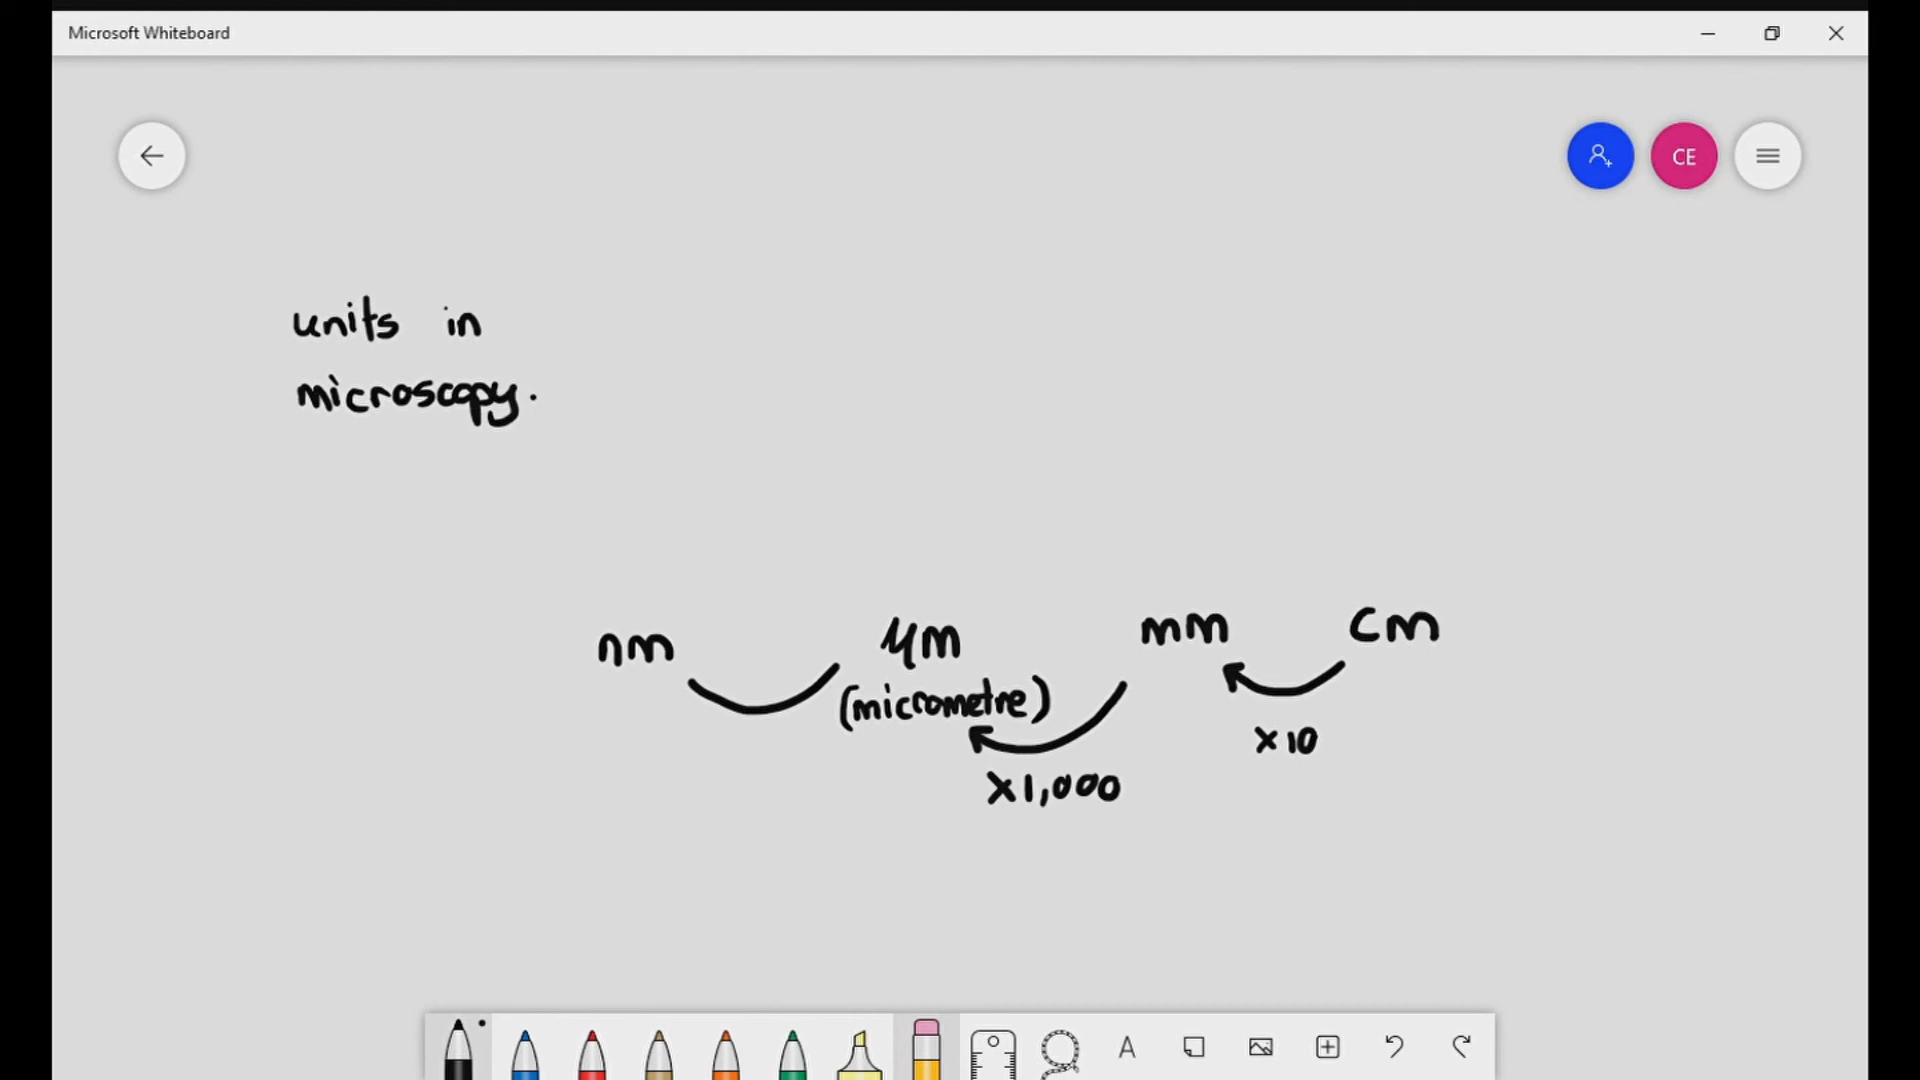 Microsoft Whiteboard
CE
units in
microscopy.
nm μm mm cm
(micrometre)
x10
x1,000
A